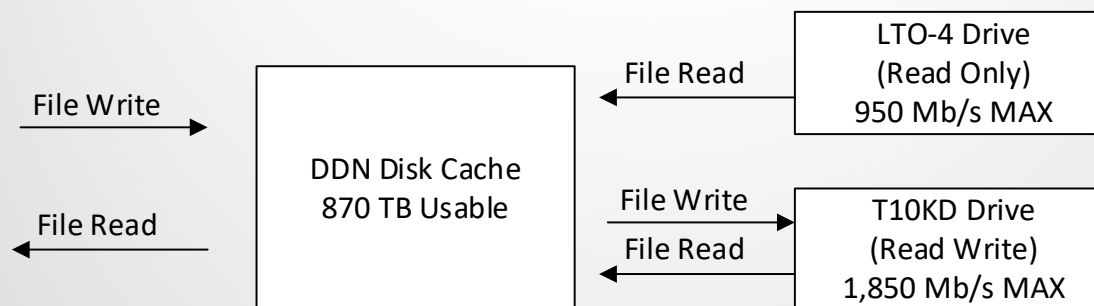 File Write
File Read
DDN Disk Cache
870 TB Usable
File Read
File Write
File Read
LTO-4 Drive
(Read Only)
950 Mb/s MAX
T10KD Drive
(Read Write)
1,850 Mb/s MAX